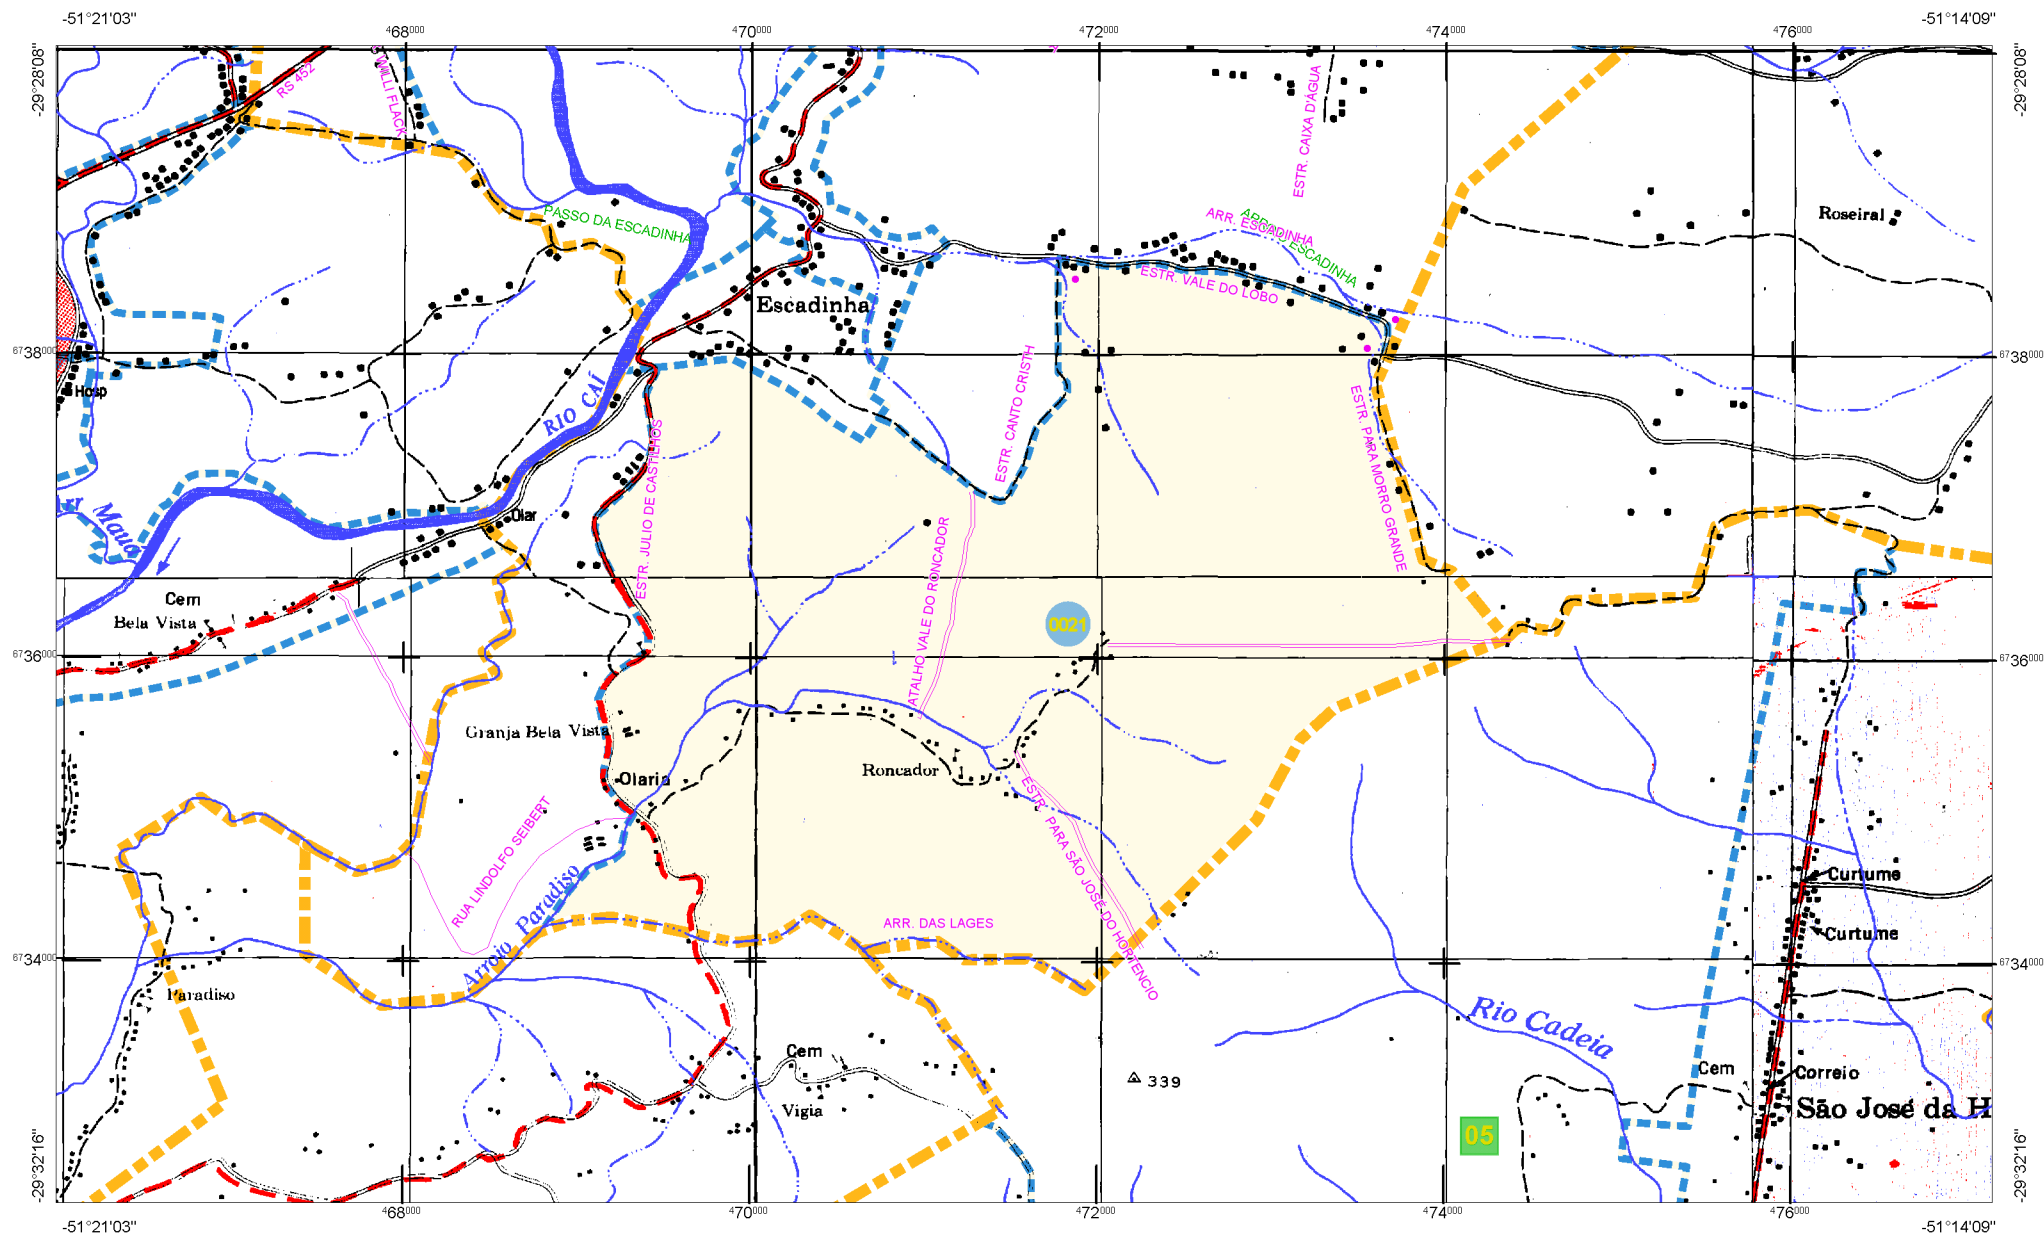 -51°21'03"
-51°14'09"
468000
470000
472000
474000
476000
-29°28'08"
-29°28'08"
RS 452
WILLI FLACK
ESTR. CAIXA D'ÁGUA
PASSO DA ESCADINHA
ARR. ESCADINHA
Roseiral
ESTR. VALE DO LOBO
Escadinha
6738000
6738000
Hosp
RIO CAÍ
ESTR. CANTO CRISTH
ESTR. PARA MORRO GRANDE
ESTR. JULIO DE CASTILHOS
Arr Mauá
Olar
ATALHO VALE DO RONCADOR
Cem
Bela Vista
0021
6736000
6736000
Granja Bela Vista
Roncador
Olaria
ESTR. PARA SÃO JOSÉ DO HORTENCIO
RUA LINDOLFO SEIBERT
Arroio Paradiso
Curtume
ARR. DAS LAGES
Curtume
6734000
6734000
Paradiso
Rio Cadeia
Cem
339
Cem
Correio
Vigia
São José da H
05
-29°32'16"
-29°32'16"
468000
470000
472000
474000
476000
-51°21'03"
-51°14'09"